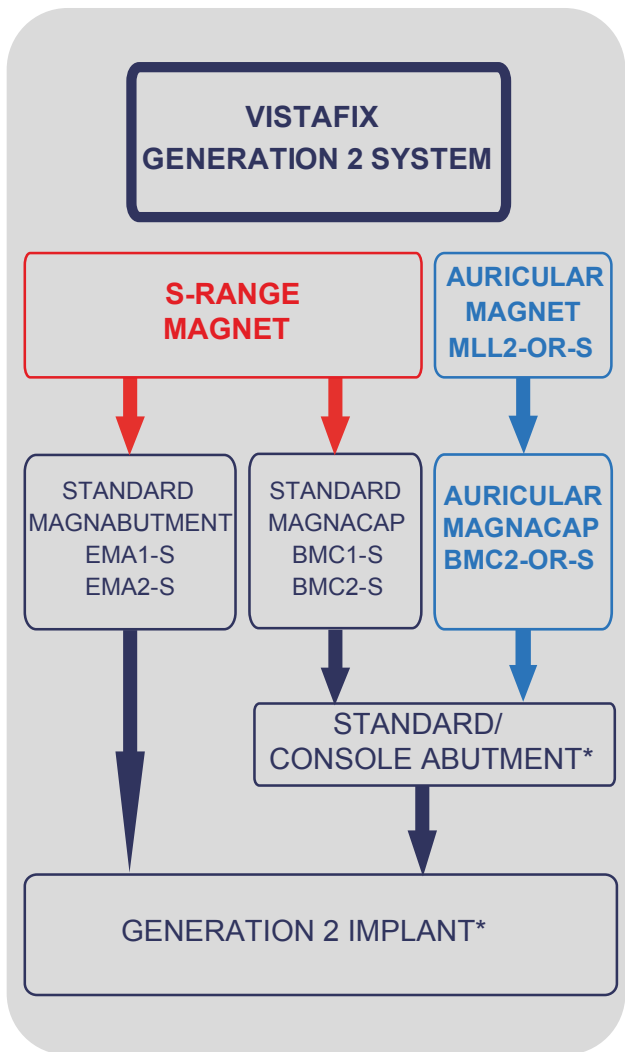 VISTAFIX
GENERATION 2 SYSTEM
S-RANGE
MAGNET
AURICULAR
MAGNET
MLL2-OR-S
STANDARD
MAGNABUTMENT
EMA1-S
EMA2-S
STANDARD
MAGNACAP
BMC1-S
BMC2-S
AURICULAR
MAGNACAP
BMC2-OR-S
STANDARD/
CONSOLE ABUTMENT*
GENERATION 2 IMPLANT*